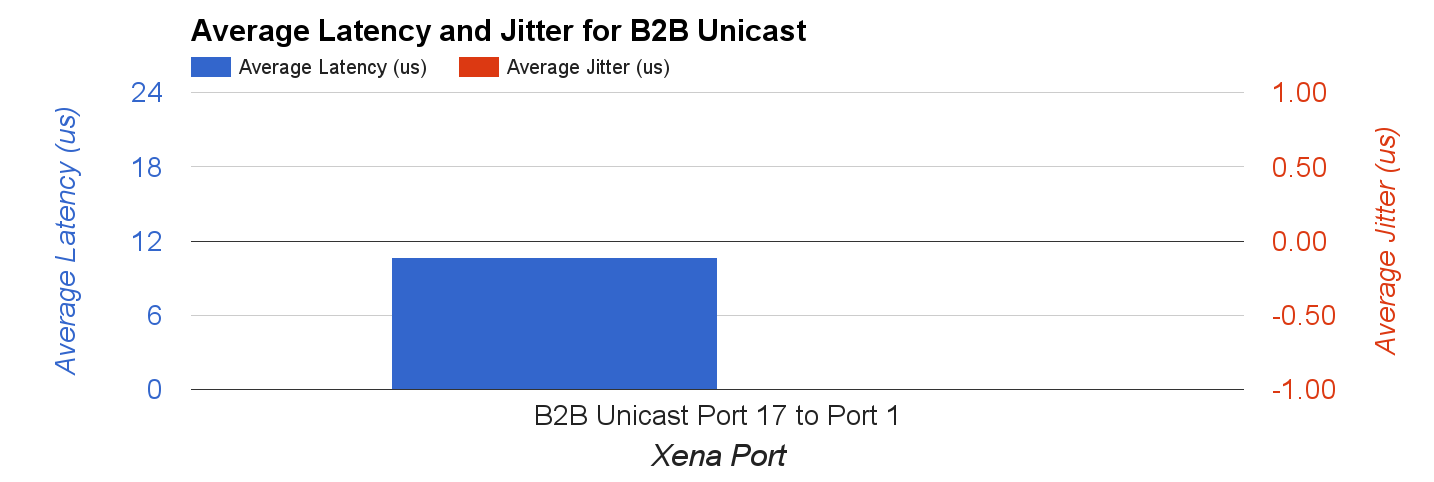 Average Latency and Jitter for B2B Unicast
Average Latency (us) Average Jitter (us)
Average Latency (us)
24
18
12
6
0
1.00
0.50
0.00
-0.50
-1.00
Average Jitter (us)
B2B Unicast Port 17 to Port 1
Xena Port